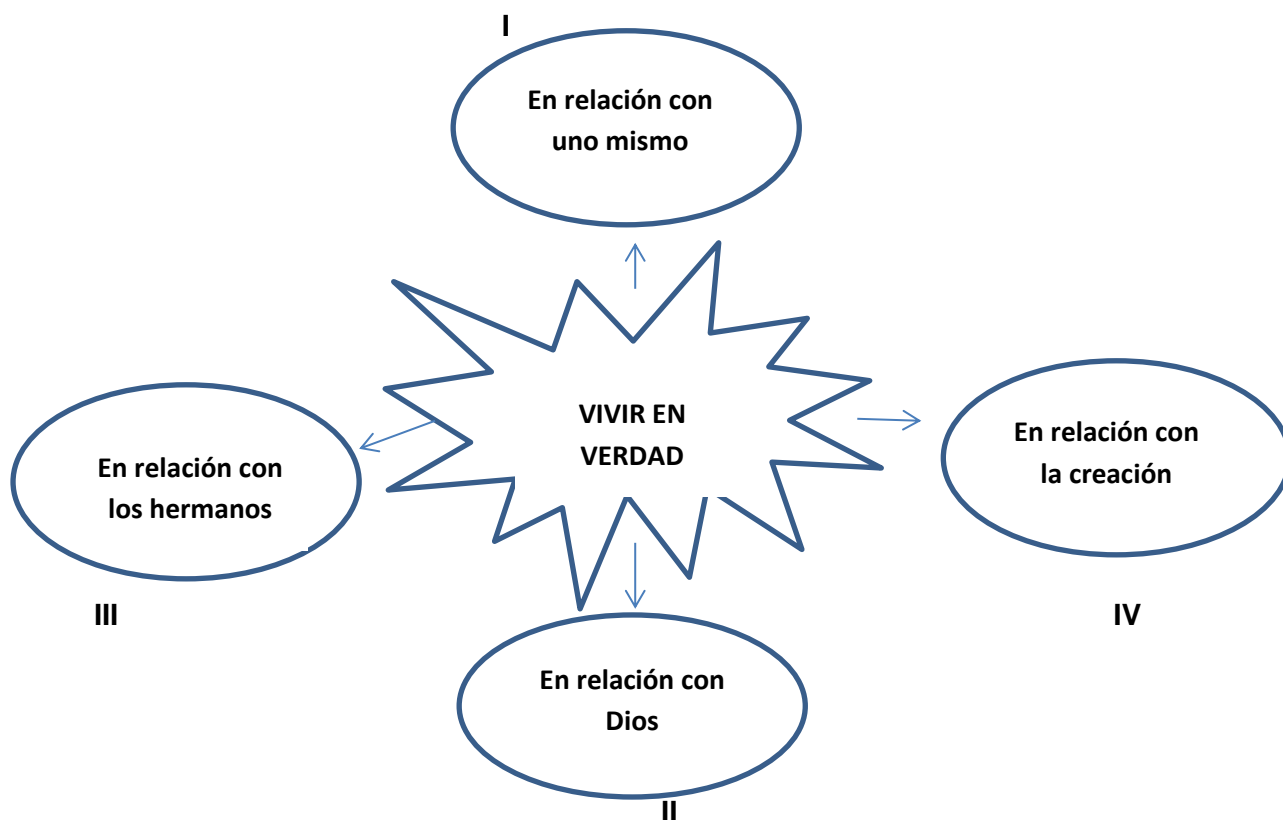 I
En relación con
uno mismo
VIVIR EN
VERDAD
En relación con
la creación
En relación con
los hermanos
III
IV
En relación con
Dios
II